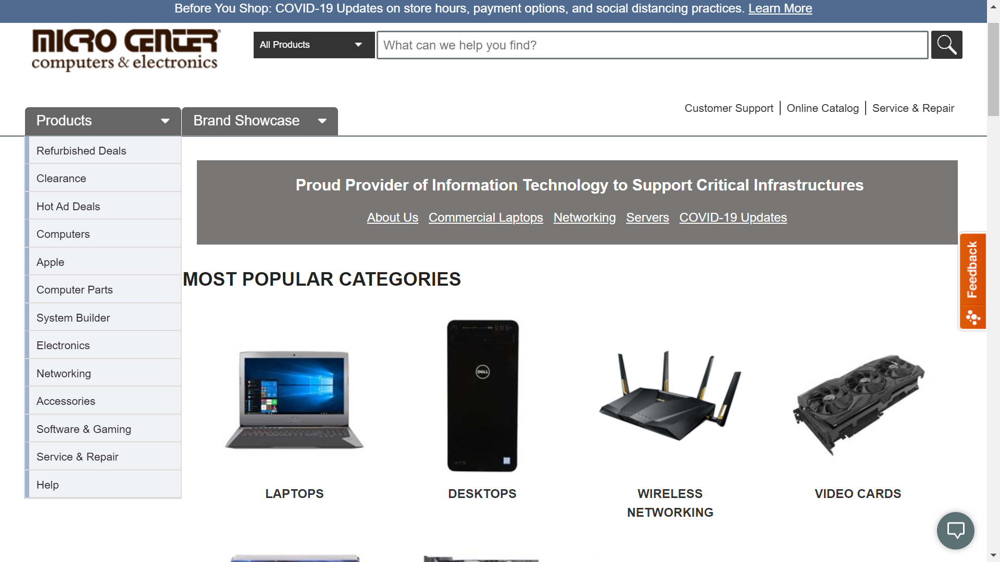 Before You Shop: COVID-19 Updates on store hours, payment options, and social distancing practices. Learn More
MICRO CENTER
computers & electronics
All Products
What can we help you find?
Customer Support
Online Catalog
Service & Repair
Products
Brand Showcase
Refurbished Deals
Clearance
Hot Ad Deals
Computers
Apple
Computer Parts
System Builder
Electronics
Networking
Accessories
Software & Gaming
Service & Repair
Help
Proud Provider of Information Technology to Support Critical Infrastructures
About Us Commercial Laptops Networking Servers COVID-19 Updates
Feedback
MOST POPULAR CATEGORIES
DELL
XPS
LAPTOPS
DESKTOPS
WIRELESS
NETWORKING
VIDEO CARDS